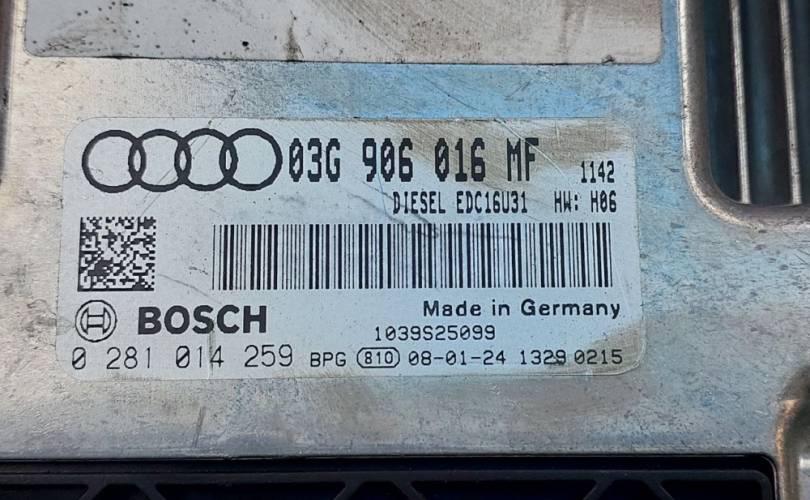 03G 906 016 MF 1142
DIESEL EDC16U31 HW: H06
BOSCH Made in Germany
1039S25099
0 281 014 259 BPG 810 08-01-24 1329 0215